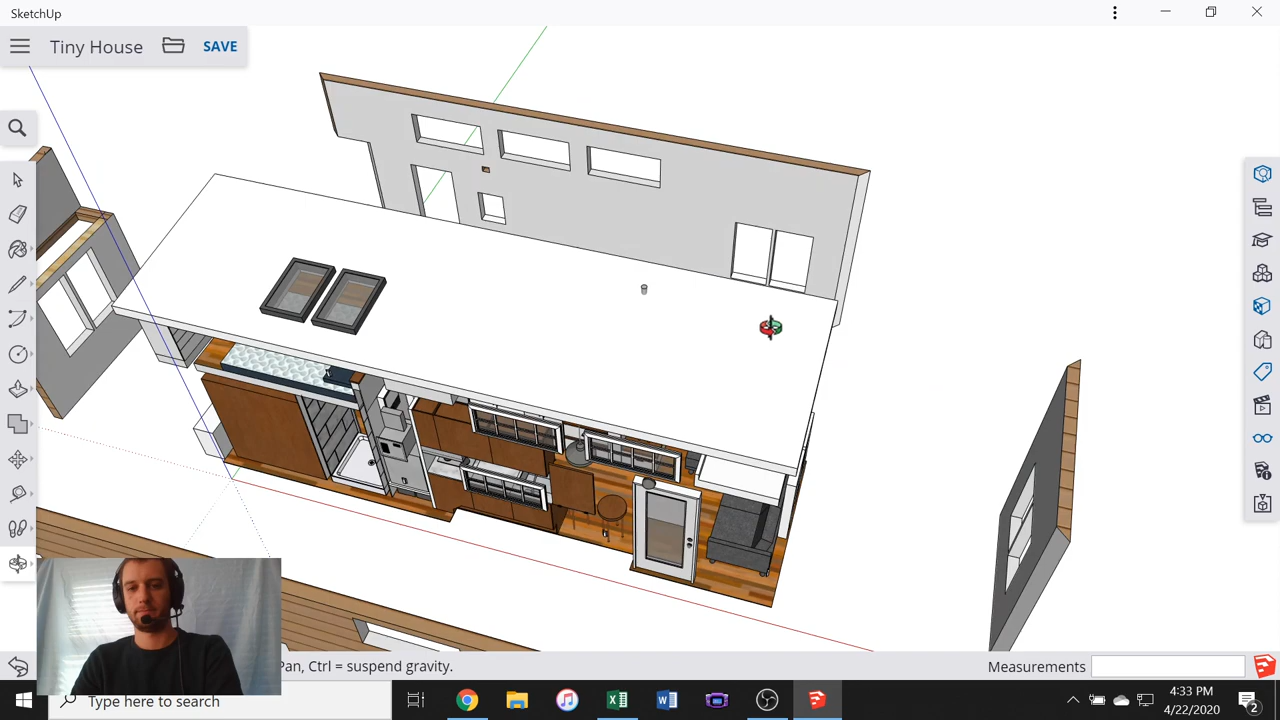 SketchUp
Tiny House
SAVE
Pan, Ctrl = suspend gravity.
Measurements
Type here to search
4:33 PM
4/22/2020
2